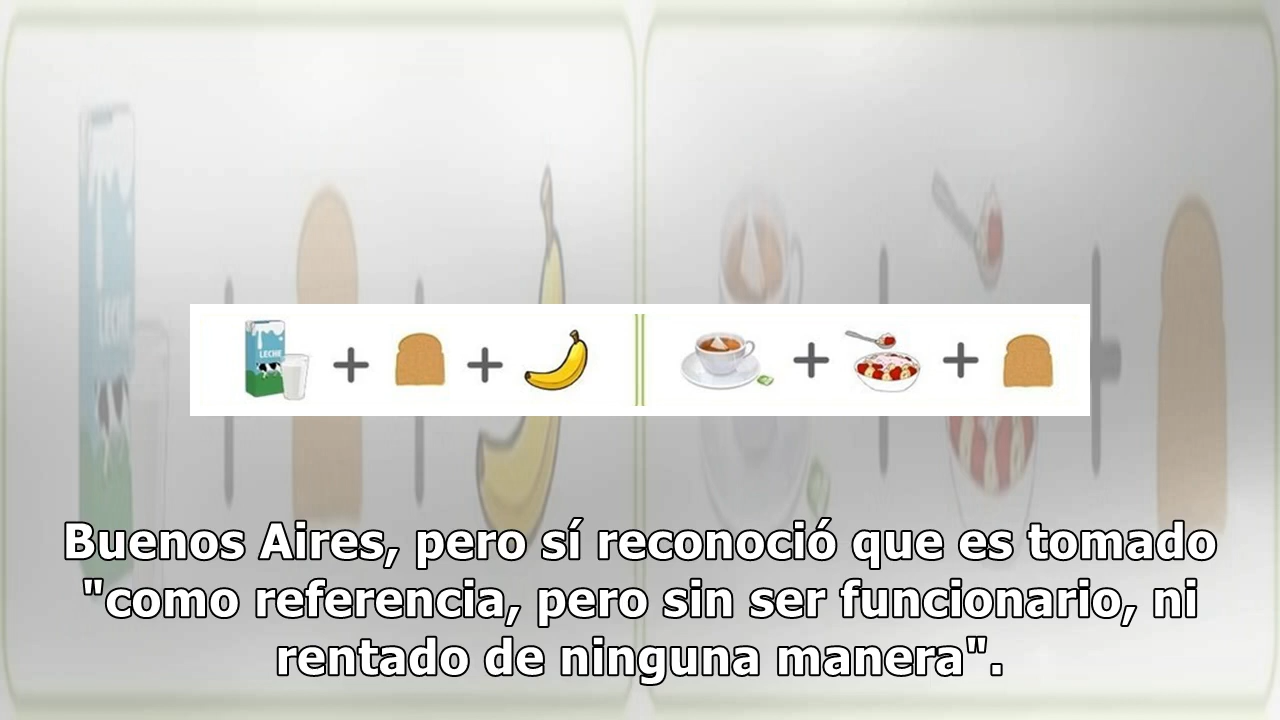 LECHE
Buenos Aires, pero sí reconoció que es tomado
"como referencia, pero sin ser funcionario, ni
rentado de ninguna manera".